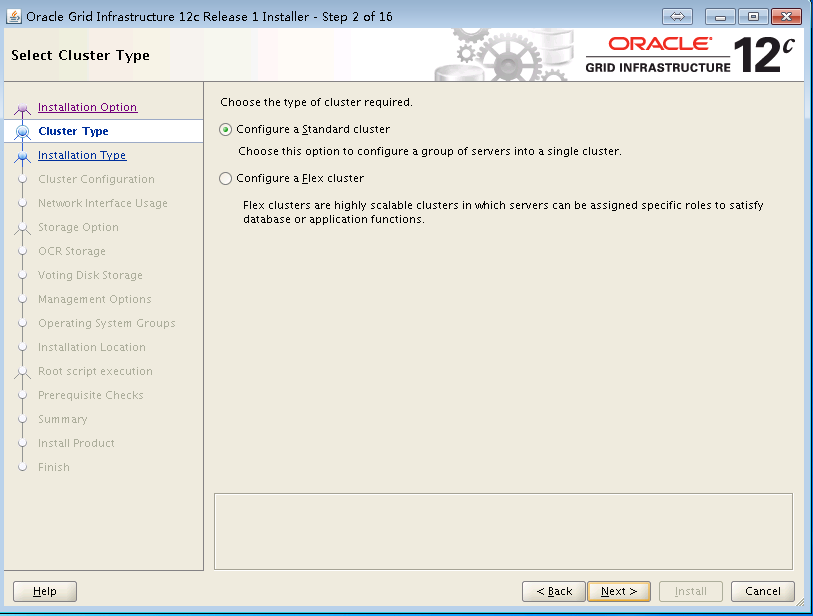 Oracle Grid Infrastructure 12c Release 1 Installer - Step 2 of 16
Select Cluster Type
ORACLE®
GRID INFRASTRUCTURE
12c
Installation Option
Cluster Type
Installation Type
Cluster Configuration
Network Interface Usage
Storage Option
OCR Storage
Voting Disk Storage
Management Options
Operating System Groups
Installation Location
Root script execution
Prerequisite Checks
Summary
Install Product
Finish
Choose the type of cluster required.
Configure a Standard cluster
Choose this option to configure a group of servers into a single cluster.
Configure a Flex cluster
Flex clusters are highly scalable clusters in which servers can be assigned specific roles to satisfy
database or application functions.
Help
< Back
Next >
Install
Cancel